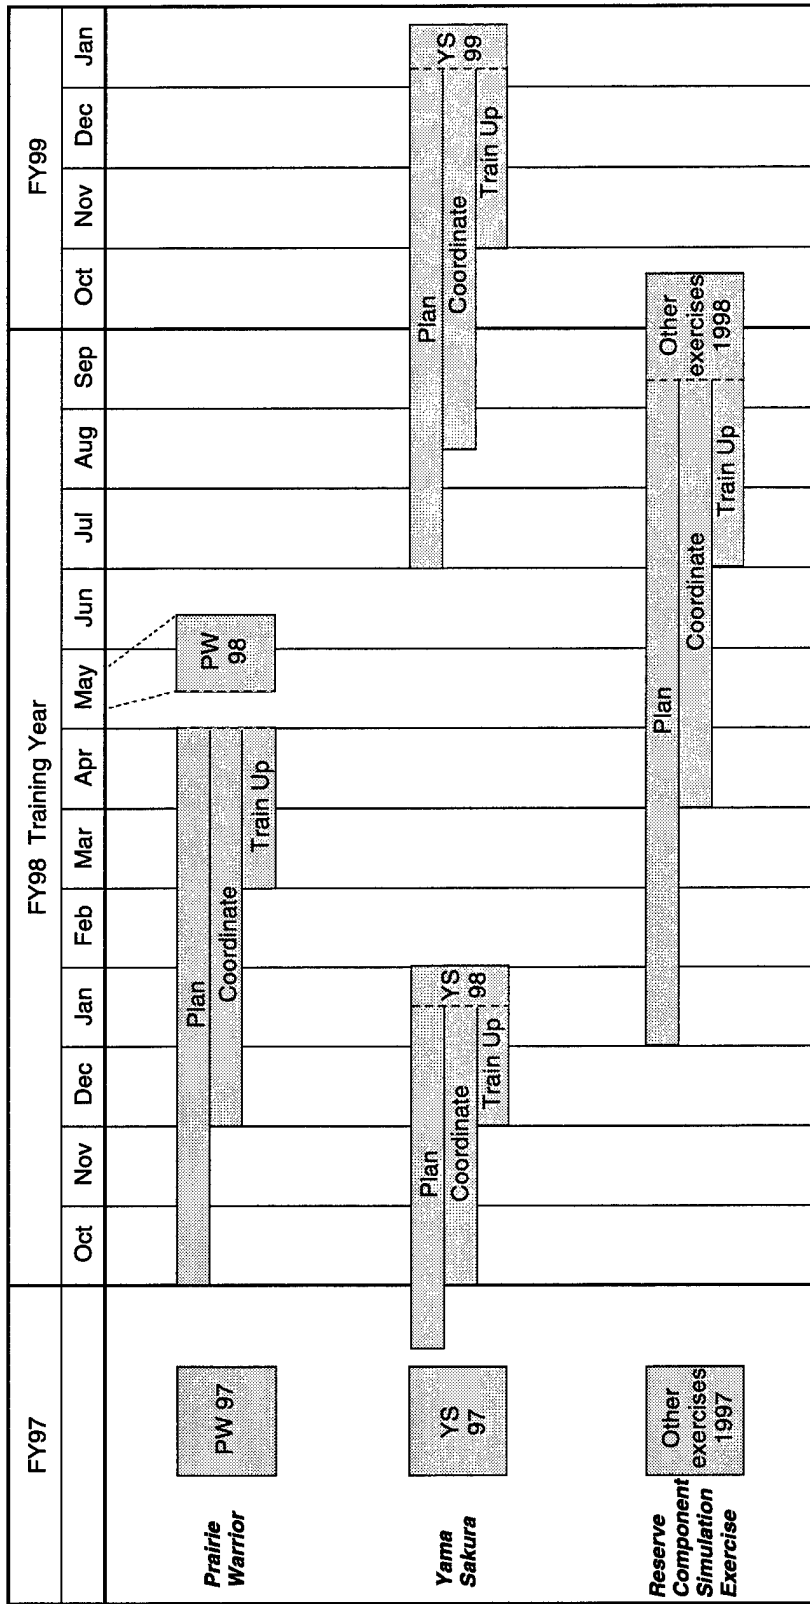 FY97
FY98 Training Year
FY99
Oct
Nov
Dec
Jan
Feb
Mar
Apr
May
Jun
Jul
Aug
Sep
Oct
Nov
Dec
Jan
Prairie
Warrior
PW 97
Plan
Coordinate
Train Up
PW
98
Yama
Sakura
YS
97
Plan
Coordinate
Train Up
YS
98
Plan
Coordinate
Train Up
YS
99
Reserve
Component
Simulation
Exercise
Other
exercises
1997
Plan
Coordinate
Train Up
Other
exercises
1998